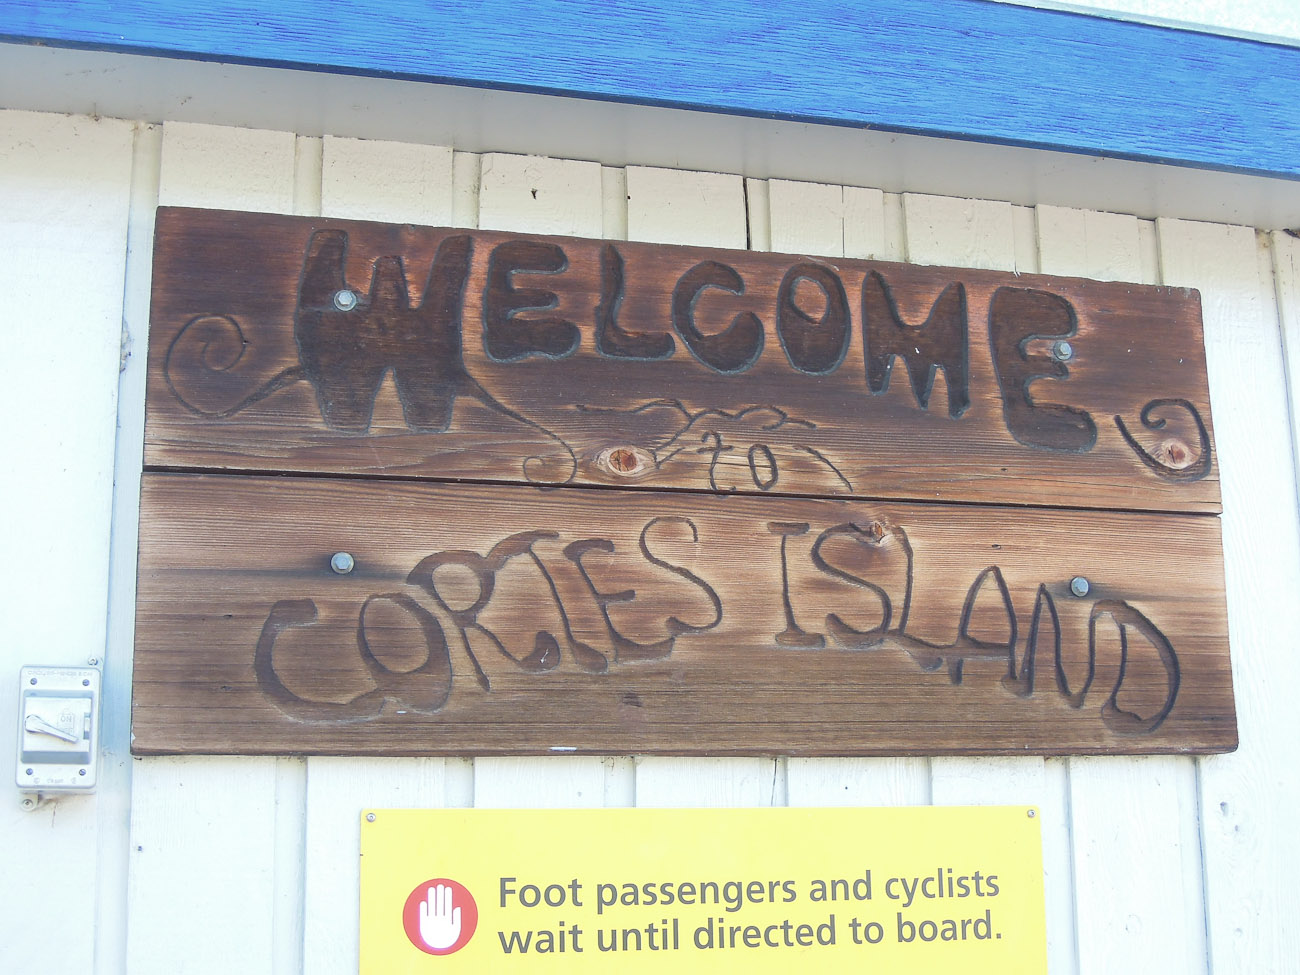 WELCOME
to
CORTES ISLAND
Foot passengers and cyclists
wait until directed to board.